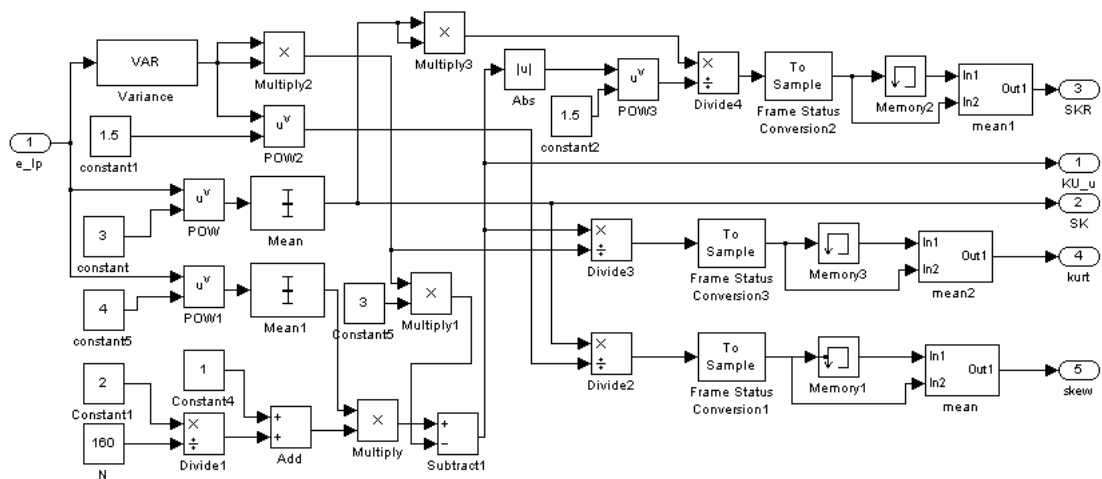 VAR
Variance
×
Multiply2
×
Multiply3
|u|
Abs
u^v
POW3
1.5
constant2
×
÷
Divide4
To
Sample
Frame Status
Conversion2
Memory2
In1
In2
Out1
mean1
3
SKR
1
e_lp
1.5
constant1
u^v
POW2
1
KU_u
2
SK
3
constant
u^v
POW
Mean
4
constant5
u^v
POW1
Mean1
3
Constant5
×
Multiply1
×
÷
Divide3
To
Sample
Frame Status
Conversion3
Memory3
In1
In2
Out1
mean2
4
kurt
×
÷
Divide2
To
Sample
Frame Status
Conversion1
Memory1
In1
In2
Out1
mean
5
skew
2
Constant1
1
Constant4
160
N
×
÷
Divide1
+
+
Add
×
Multiply
+
−
Subtract1